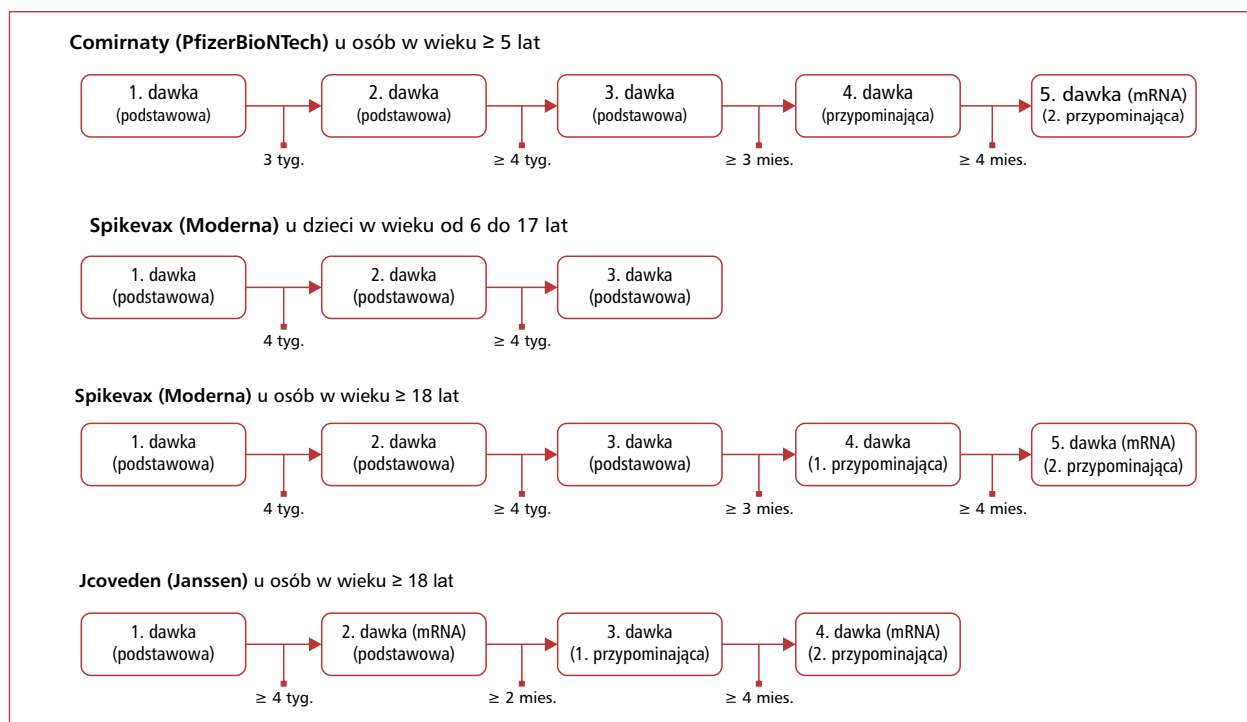 Comirnaty (PfizerBioNTech) u osób w wieku ≥ 5 lat
1. dawka
(podstawowa)
2. dawka
(podstawowa)
3. dawka
(podstawowa)
4. dawka
(przypominająca)
5. dawka (mRNA)
(2. przypominająca)
3 tyg.
≥ 4 tyg.
≥ 3 mies.
≥ 4 mies.
Spikevax (Moderna) u dzieci w wieku od 6 do 17 lat
1. dawka
(podstawowa)
2. dawka
(podstawowa)
3. dawka
(podstawowa)
4 tyg.
≥ 4 tyg.
Spikevax (Moderna) u osób w wieku ≥ 18 lat
1. dawka
(podstawowa)
2. dawka
(podstawowa)
3. dawka
(podstawowa)
4. dawka
(1. przypominająca)
5. dawka (mRNA)
(2. przypominająca)
4 tyg.
≥ 4 tyg.
≥ 3 mies.
≥ 4 mies.
Jcoveden (Janssen) u osób w wieku ≥ 18 lat
1. dawka
(podstawowa)
2. dawka (mRNA)
(podstawowa)
3. dawka
(1. przypominająca)
4. dawka (mRNA)
(2. przypominająca)
≥ 4 tyg.
≥ 2 mies.
≥ 4 mies.